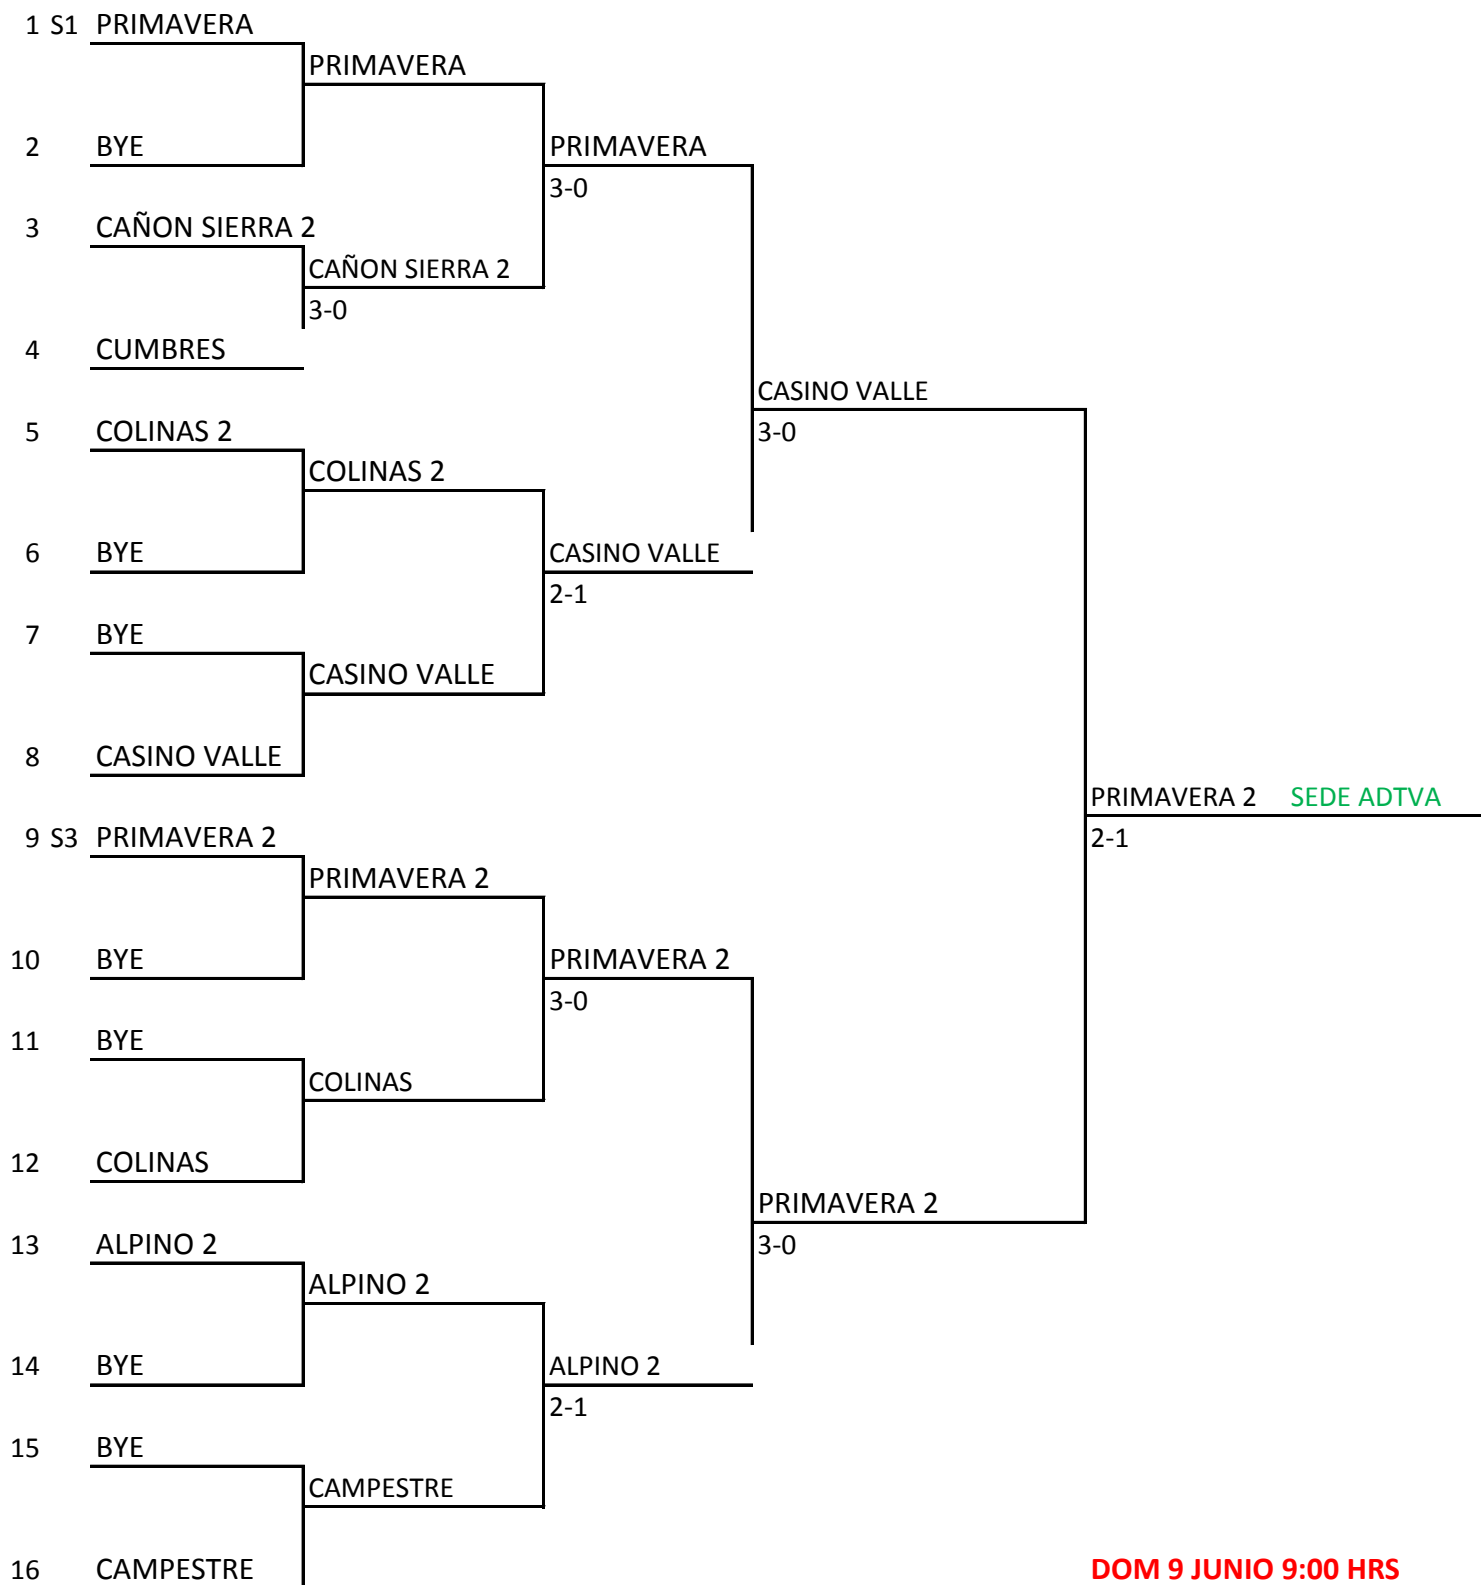 1 S1 PRIMAVERA
PRIMAVERA
2 BYE PRIMAVERA
3-0
3 CAÑON SIERRA 2
CAÑON SIERRA 2
3-0
4 CUMBRES
CASINO VALLE
5 COLINAS 2 3-0
COLINAS 2
6 BYE CASINO VALLE
2-1
7 BYE
CASINO VALLE
8 CASINO VALLE
PRIMAVERA 2 SEDE ADTVA
9 S3 PRIMAVERA 2 2-1
PRIMAVERA 2
10 BYE PRIMAVERA 2
3-0
11 BYE
COLINAS
12 COLINAS
PRIMAVERA 2
13 ALPINO 2 3-0
ALPINO 2
14 BYE ALPINO 2
2-1
15 BYE
CAMPESTRE
16 CAMPESTRE DOM 9 JUNIO 9:00 HRS